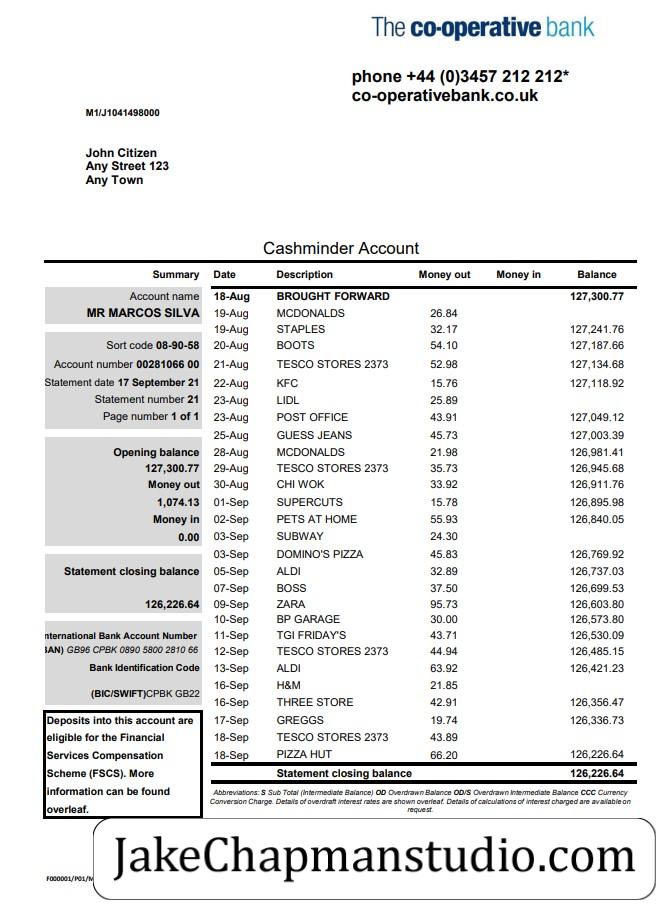 The co-operative bank
phone +44 (0)3457 212 212*
co-operativebank.co.uk
M1/J1041498000
John Citizen
Any Street 123
Any Town
Cashminder Account
Summary Date Description Money out Money in Balance
Account name 18-Aug BROUGHT FORWARD 127,300.77
MR MARCOS SILVA 19-Aug MCDONALDS 26.84
19-Aug STAPLES 32.17 127,241.76
Sort code 08-90-58 20-Aug BOOTS 54.10 127,187.66
Account number 00281066 00 21-Aug TESCO STORES 2373 52.98 127,134.68
Statement date 17 September 21 22-Aug KFC 15.76 127,118.92
Statement number 21 23-Aug LIDL 25.89
Page number 1 of 1 23-Aug POST OFFICE 43.91 127,049.12
25-Aug GUESS JEANS 45.73 127,003.39
Opening balance 28-Aug MCDONALDS 21.98 126,981.41
127,300.77 29-Aug TESCO STORES 2373 35.73 126,945.68
Money out 30-Aug CHI WOK 33.92 126,911.76
1,074.13 01-Sep SUPERCUTS 15.78 126,895.98
Money in 02-Sep PETS AT HOME 55.93 126,840.05
0.00 03-Sep SUBWAY 24.30
03-Sep DOMINO'S PIZZA 45.83 126,769.92
Statement closing balance 05-Sep ALDI 32.89 126,737.03
07-Sep BOSS 37.50 126,699.53
126,226.64 09-Sep ZARA 95.73 126,603.80
10-Sep BP GARAGE 30.00 126,573.80
nternational Bank Account Number 11-Sep TGI FRIDAY'S 43.71 126,530.09
BAN) GB96 CPBK 0890 5800 2810 66 12-Sep TESCO STORES 2373 44.94 126,485.15
Bank Identification Code 13-Sep ALDI 63.92 126,421.23
16-Sep H&M 21.85
(BIC/SWIFT)CPBK GB22 16-Sep THREE STORE 42.91 126,356.47
Deposits into this account are 17-Sep GREGGS 19.74 126,336.73
eligible for the Financial 18-Sep TESCO STORES 2373 43.89
Services Compensation 18-Sep PIZZA HUT 66.20 126,226.64
Scheme (FSCS). More Statement closing balance 126,226.64
information can be found
overleaf.
Abbreviations: S Sub Total (Intermediate Balance) OD Overdrawn Balance OD/S Overdrawn Intermediate Balance CCC Currency
Conversion Charge. Details of overdraft interest rates are shown overleaf. Details of calculations of interest charged are available on
request.
JakeChapmanstudio.com
F000001/P01/M